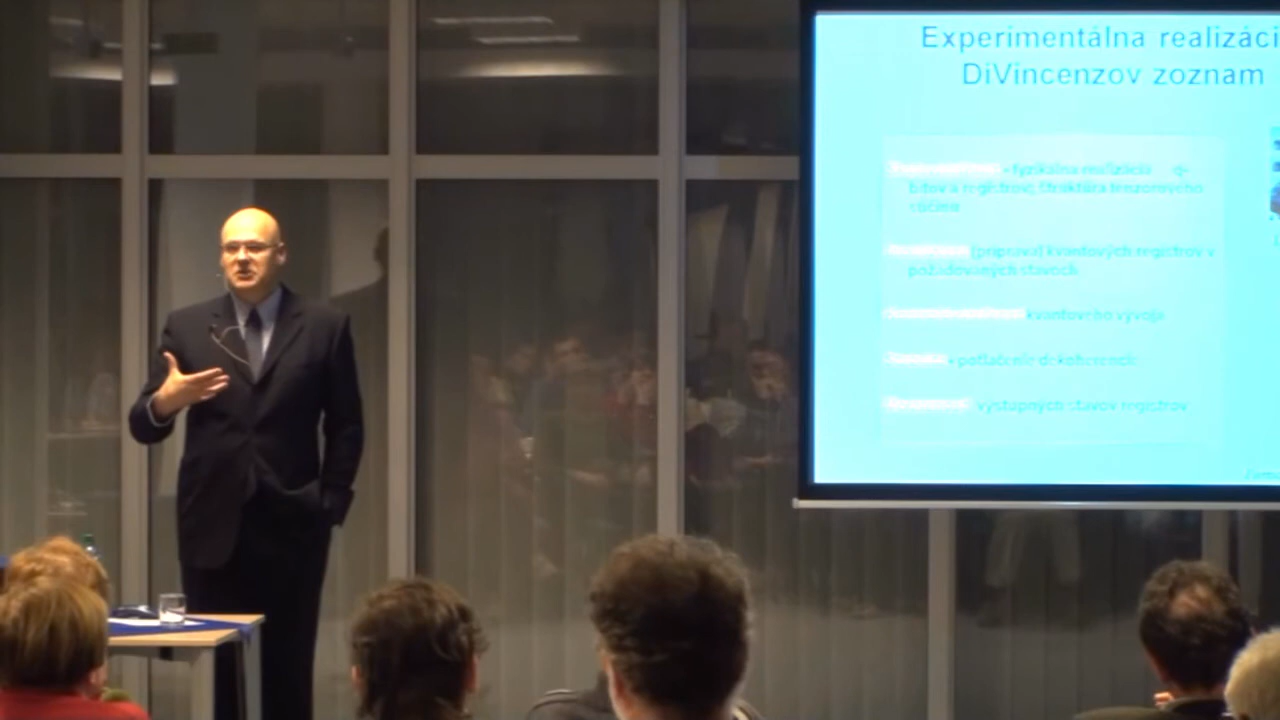 Experimentálna realizáci
DiVincenzov zoznam
- fyzikálna realizácia q-
bitov a registrov; štruktúra tenzorového
súčinu
(príprava) kvantových registrov v
požadovaných stavoch
kvantového vývoja
- potlačenie dekoherencie
výstupných stavov registrov